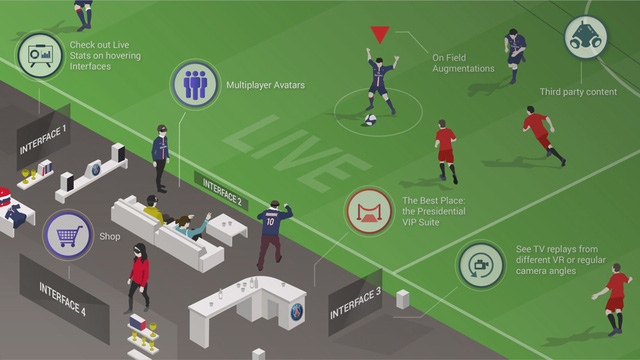 Check out Live
Stats on hovering
Interfaces
Multiplayer Avatars
On Field
Augmentations
Third party content
INTERFACE 1
LIVE
INTERFACE 2
10
The Best Place:
the Presidential
VIP Suite
Shop
See TV replays from
different VR or regular
camera angles
INTERFACE 4
INTERFACE 3